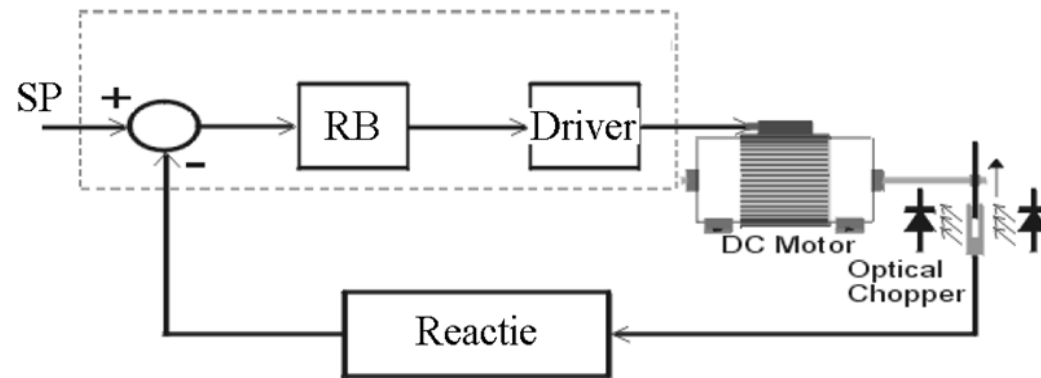 SP
+
-
RB
Driver
DC Motor
Optical
Chopper
Reactie